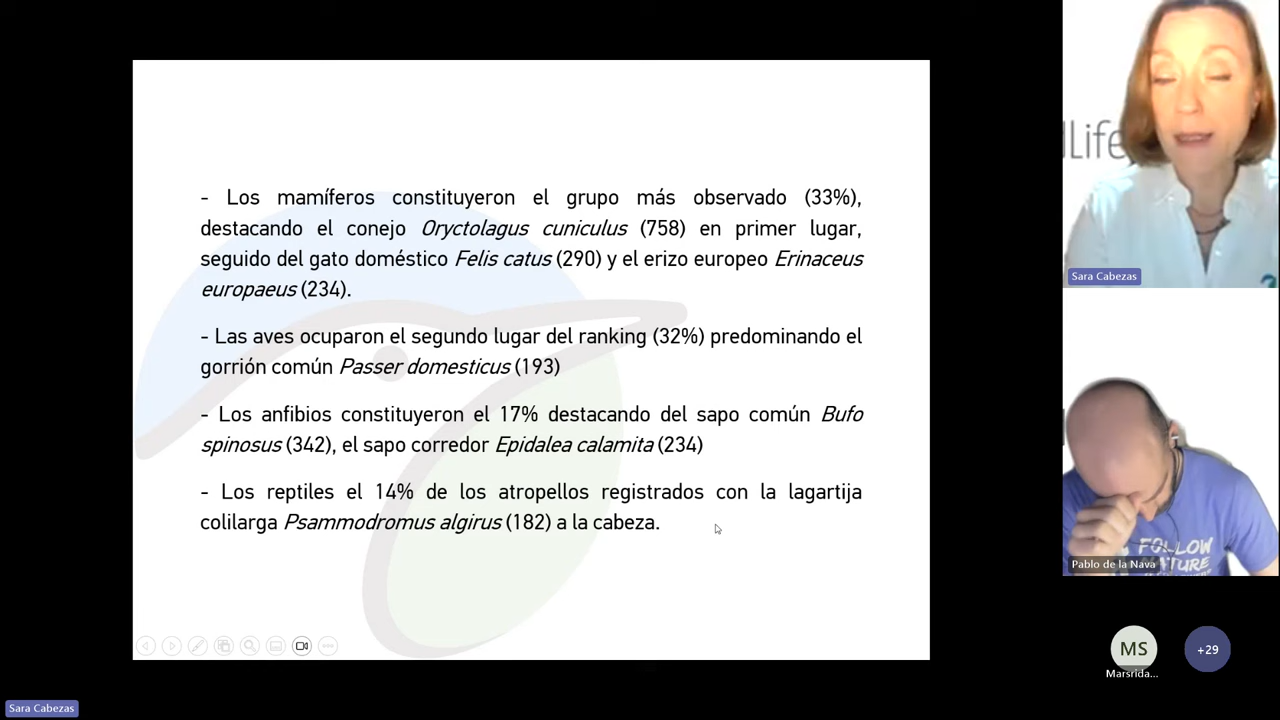 - Los mamíferos constituyeron el grupo más observado (33%),
destacando el conejo Oryctolagus cuniculus (758) en primer lugar,
seguido del gato doméstico Felis catus (290) y el erizo europeo Erinaceus
europaeus (234).
- Las aves ocuparon el segundo lugar del ranking (32%) predominando el
gorrión común Passer domesticus (193)
- Los anfibios constituyeron el 17% destacando del sapo común Bufo
spinosus (342), el sapo corredor Epidalea calamita (234)
- Los reptiles el 14% de los atropellos registrados con la lagartija
colilarga Psammodromus algirus (182) a la cabeza.
dLife
Sara Cabezas
FOLLOW
Pablo de la Nava
MS
+29
Marsrida...
Sara Cabezas